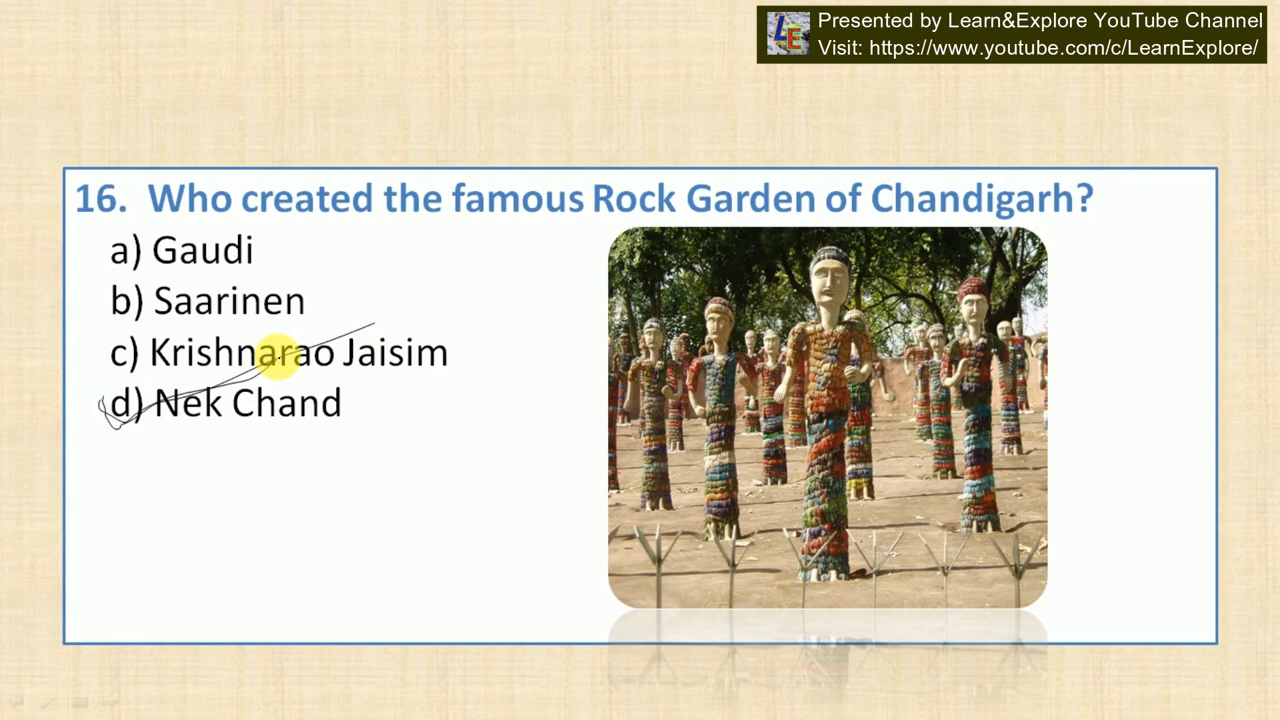 Presented by Learn&Explore YouTube Channel
Visit: https://www.youtube.com/c/LearnExplore/
LE
16. Who created the famous Rock Garden of Chandigarh?
a) Gaudi
b) Saarinen
c) Krishnarao Jaisim
d) Nek Chand